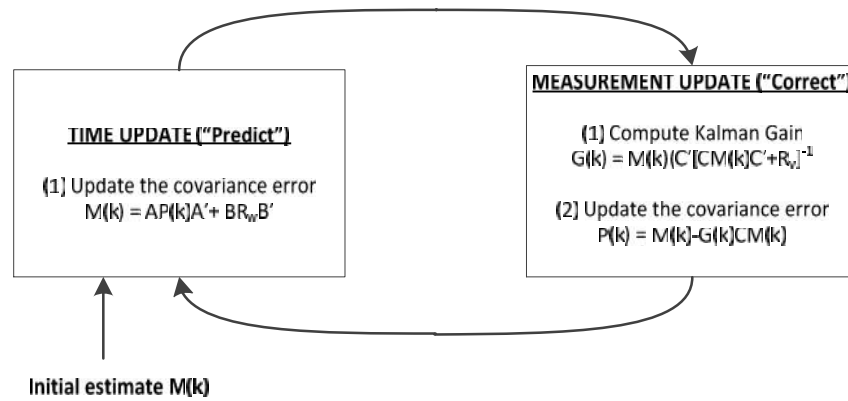 TIME UPDATE ("Predict")
(1) Update the covariance error
M(k) = AP(k)A'+ BRwB'
Initial estimate M(k)
MEASUREMENT UPDATE ("Correct")
(1) Compute Kalman Gain
G(k) = M(k)(C'[CM(k)C'+Rv]-1
(2) Update the covariance error
P(k) = M(k)-G(k)CM(k)